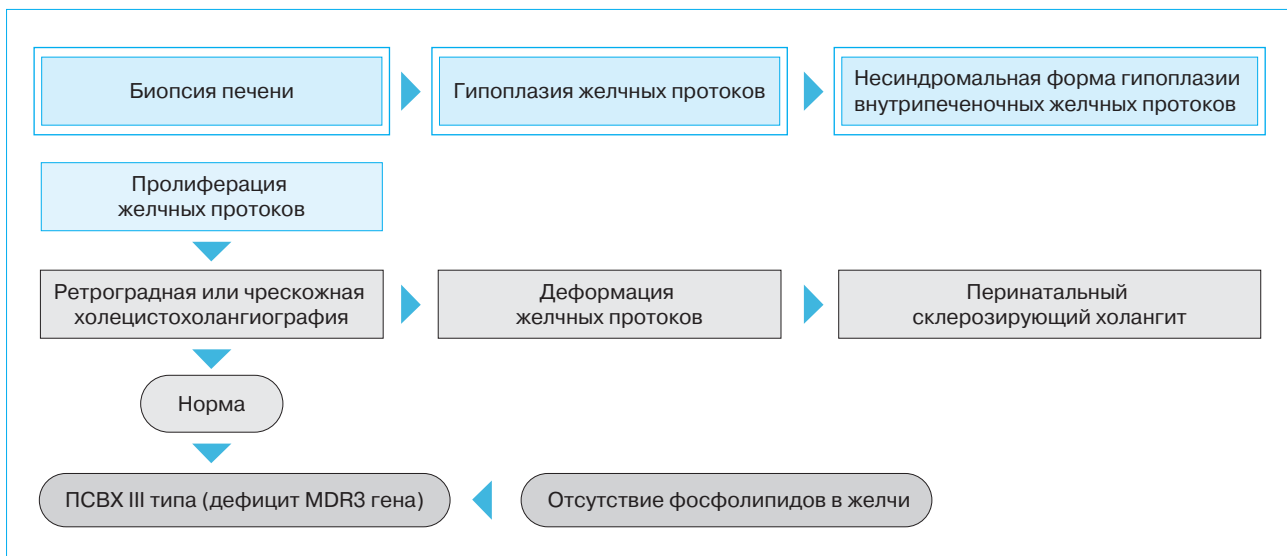 Биопсия печени
Гипоплазия желчных протоков
Несиндромальная форма гипоплазии
внутрипеченочных желчных протоков
Пролиферация
желчных протоков
Ретроградная или чрескожная
холецистохолангиография
Деформация
желчных протоков
Перинатальный
склерозирующий холангит
Норма
ПСВХ III типа (дефицит MDR3 гена)
Отсутствие фосфолипидов в желчи